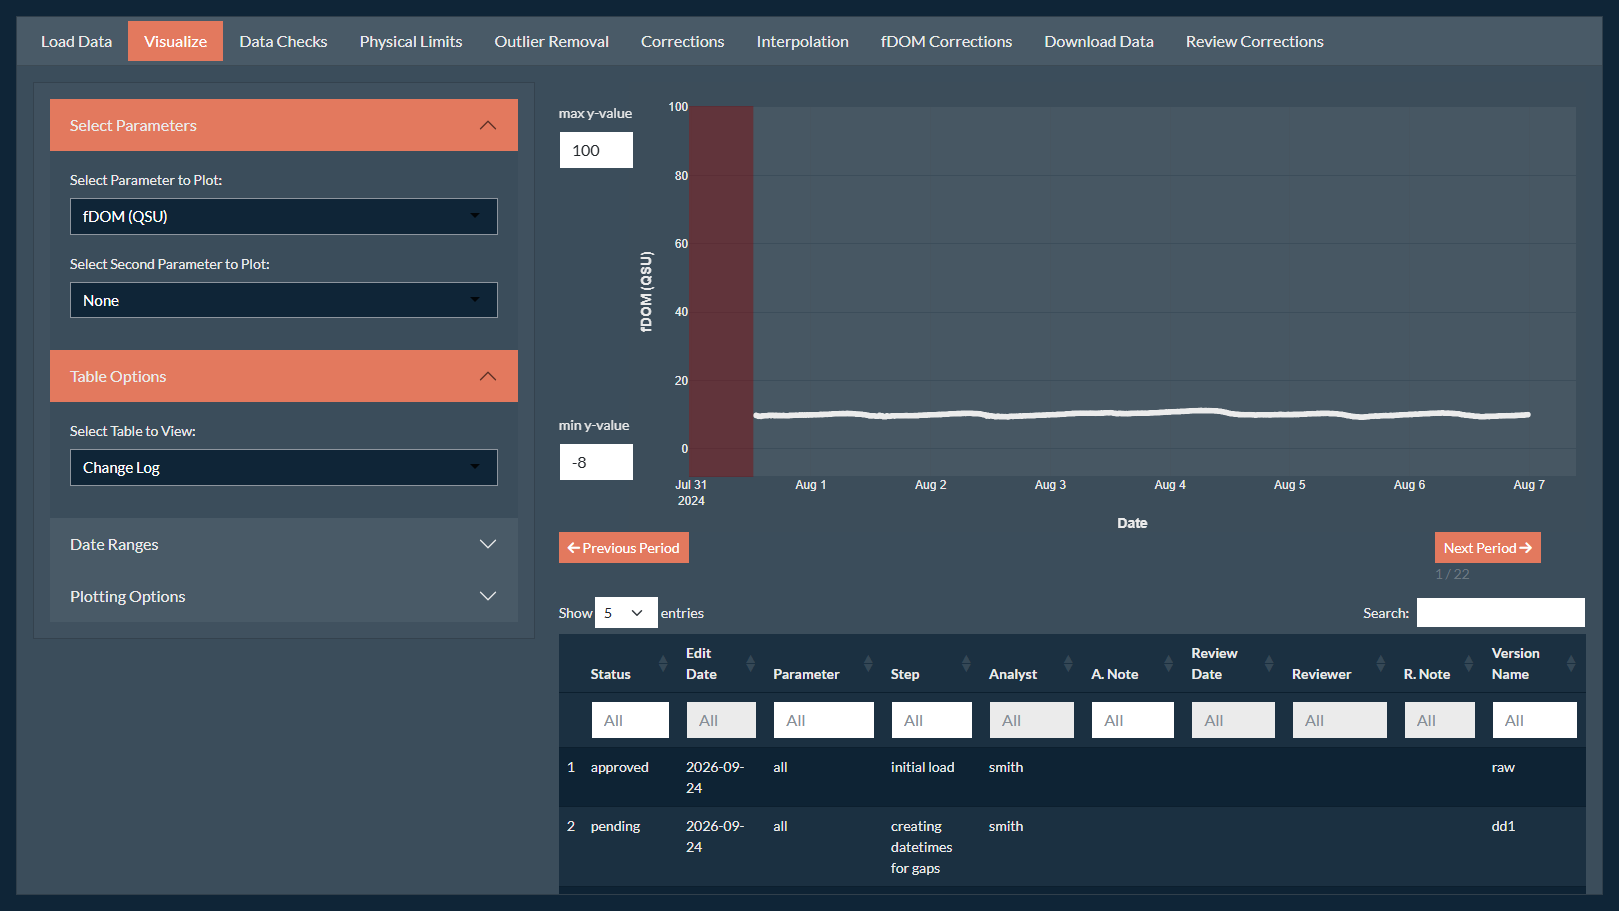 Load Data Visualize Data Checks Physical Limits Outlier Removal Corrections Interpolation fDOM Corrections Download Data Review Corrections
Select Parameters
Select Parameter to Plot:
fDOM (QSU)
Select Second Parameter to Plot:
None
Table Options
Select Table to View:
Change Log
Date Ranges
Plotting Options
max y-value
100
min y-value
-8
fDOM (QSU)
100
80
60
40
20
0
Jul 31 Aug 1 Aug 2 Aug 3 Aug 4 Aug 5 Aug 6 Aug 7
2024
Date
Previous Period
Next Period
1 / 22
Show 5 entries
Search:
Status Edit Date Parameter Step Analyst A. Note Review Date Reviewer R. Note Version Name
All All All All All All All All All All
1 approved 2026-09-24 all initial load smith raw
2 pending 2026-09-24 all creating datetimes for gaps smith dd1